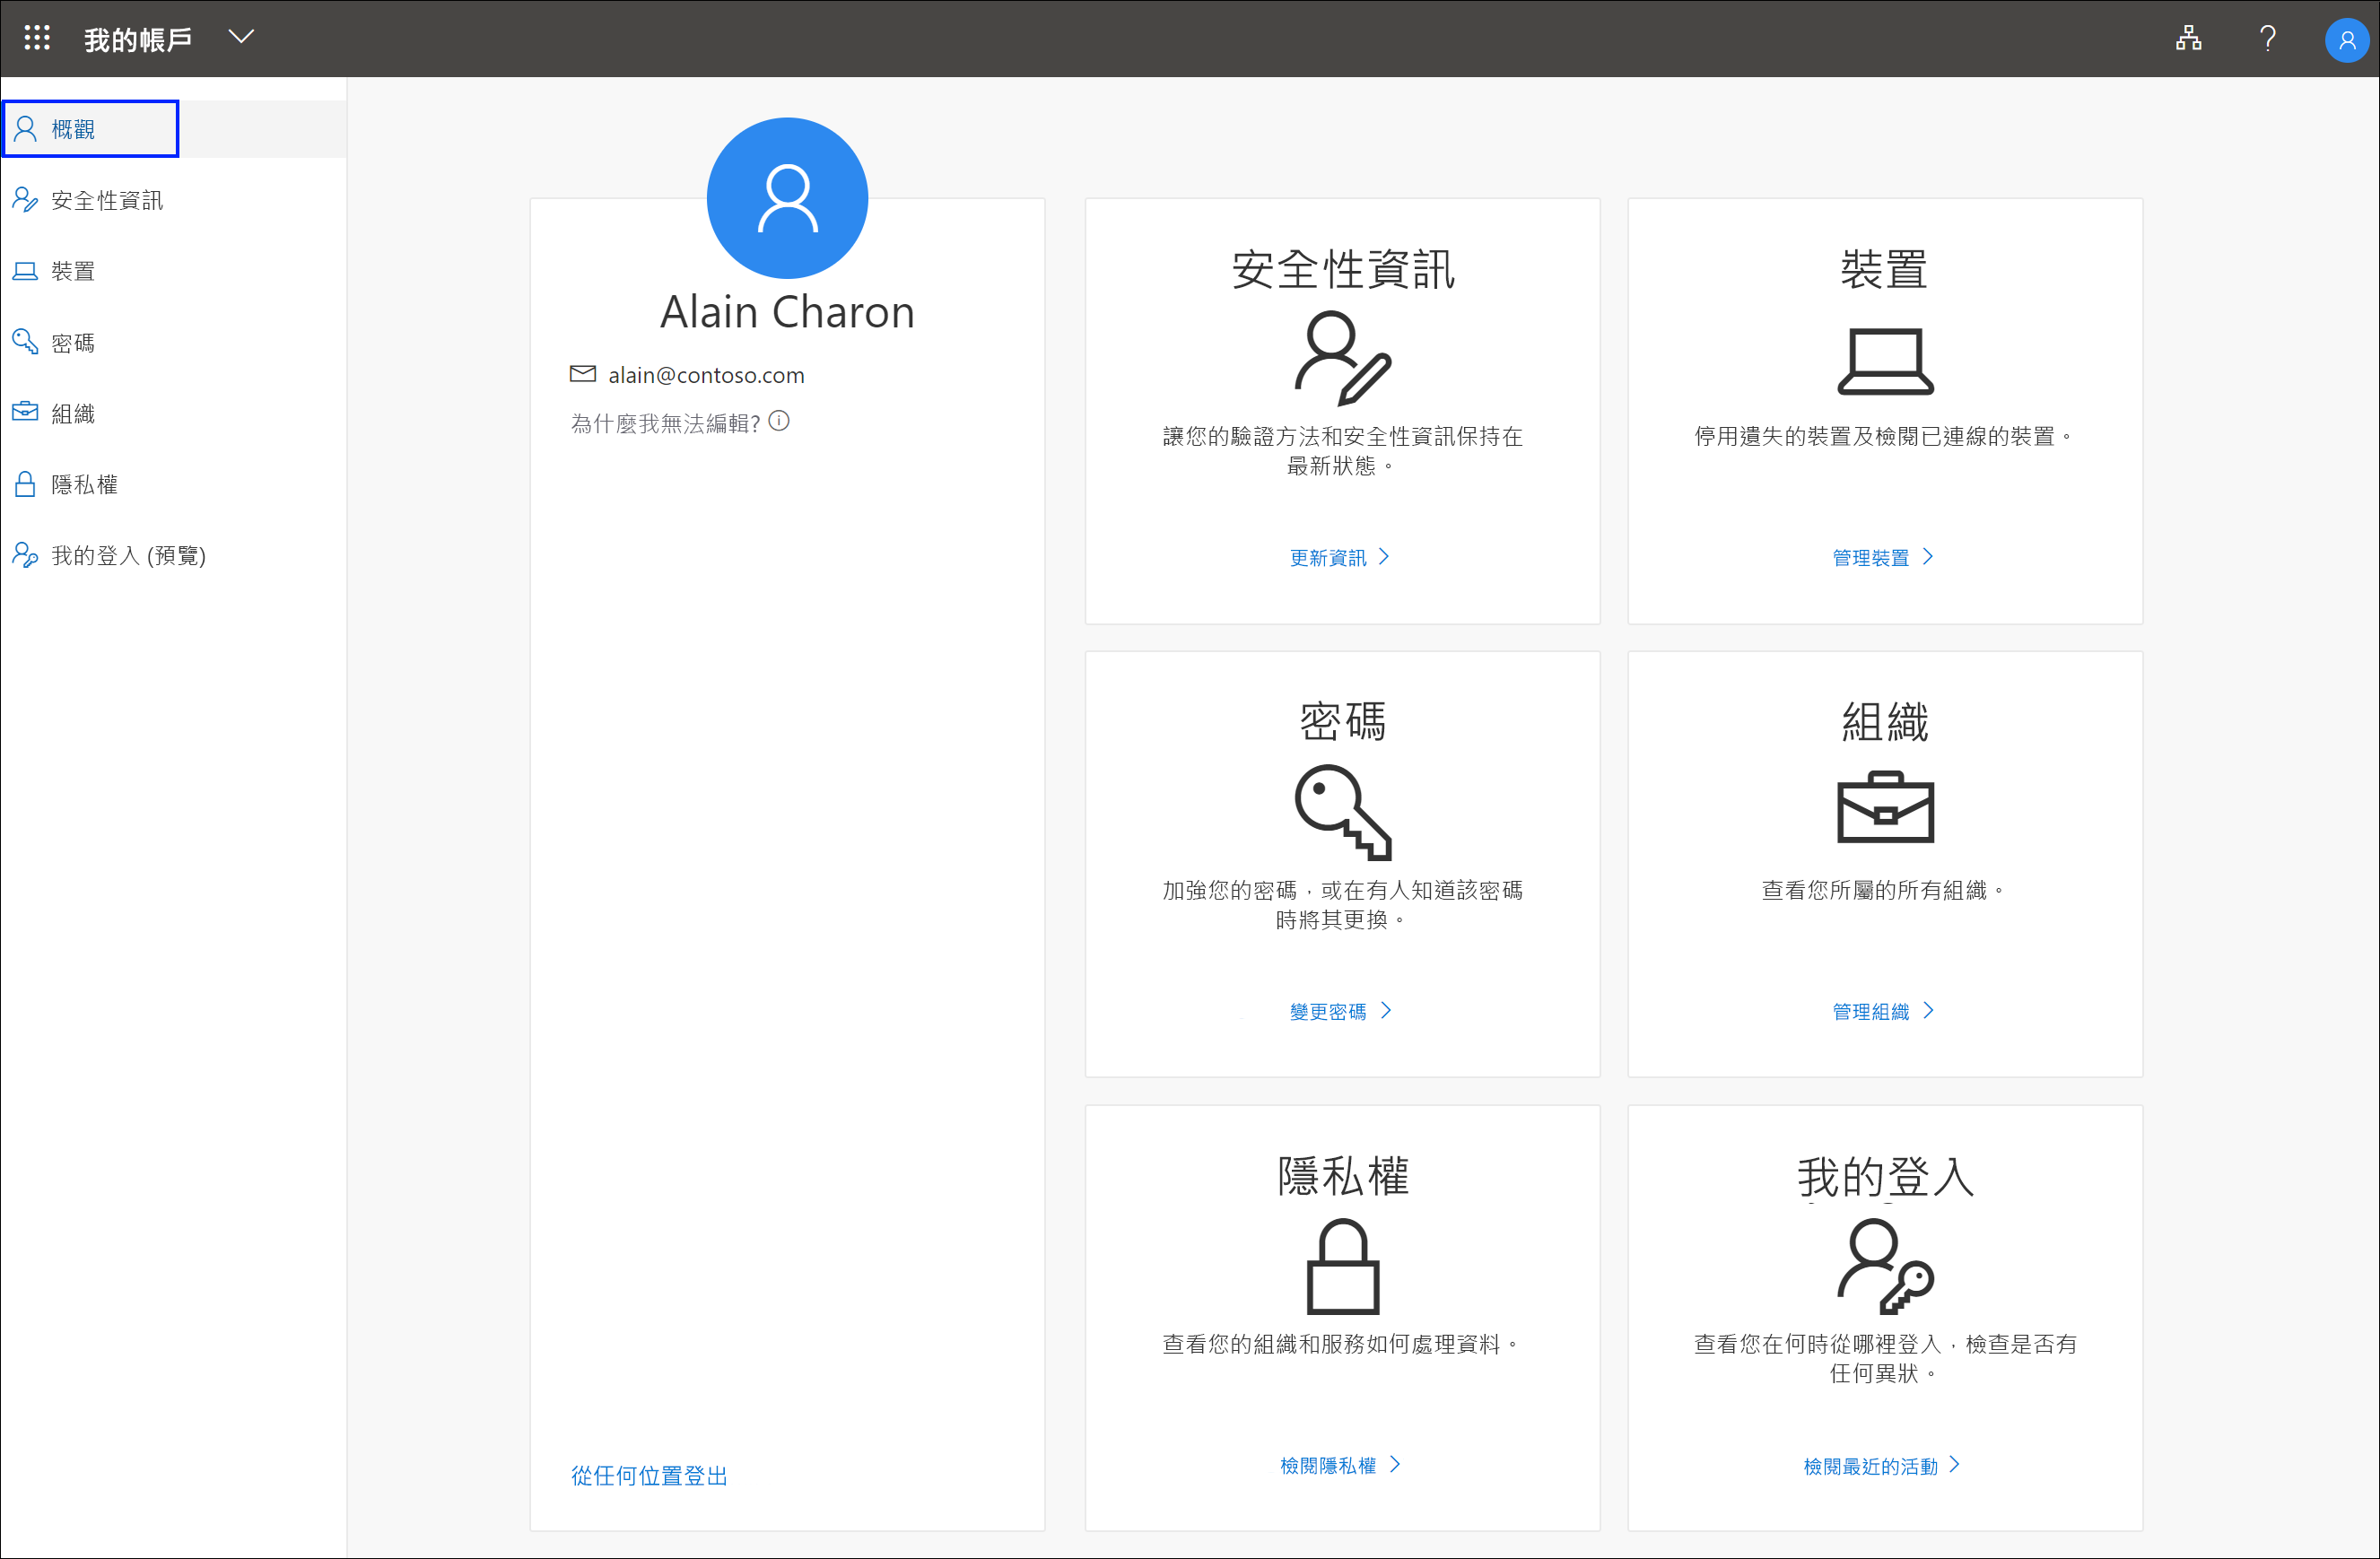 我的帳戶
概觀
安全性資訊
裝置
密碼
組織
隱私權
我的登入 (預覽)
Alain Charon
alain@contoso.com
為什麼我無法編輯?
從任何位置登出
安全性資訊
讓您的驗證方法和安全性資訊保持在
最新狀態。
更新資訊
裝置
停用遺失的裝置及檢閱已連線的裝置。
管理裝置
密碼
加強您的密碼，或在有人知道該密碼
時將其更換。
變更密碼
組織
查看您所屬的所有組織。
管理組織
隱私權
查看您的組織和服務如何處理資料。
檢閱隱私權
我的登入
查看您在何時從哪裡登入，檢查是否有
任何異狀。
檢閱最近的活動